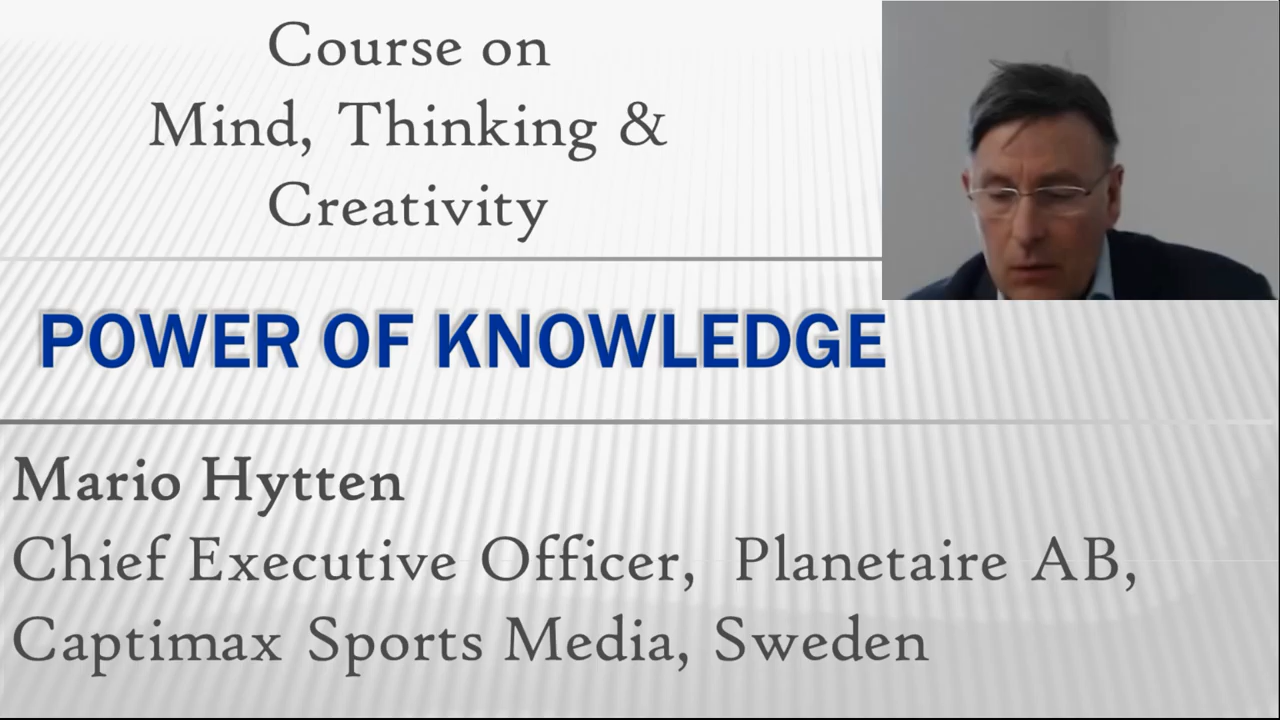 Course on
Mind, Thinking &
Creativity
POWER OF KNOWLEDGE
Mario Hytten
Chief Executive Officer, Planetaire AB,
Captimax Sports Media, Sweden